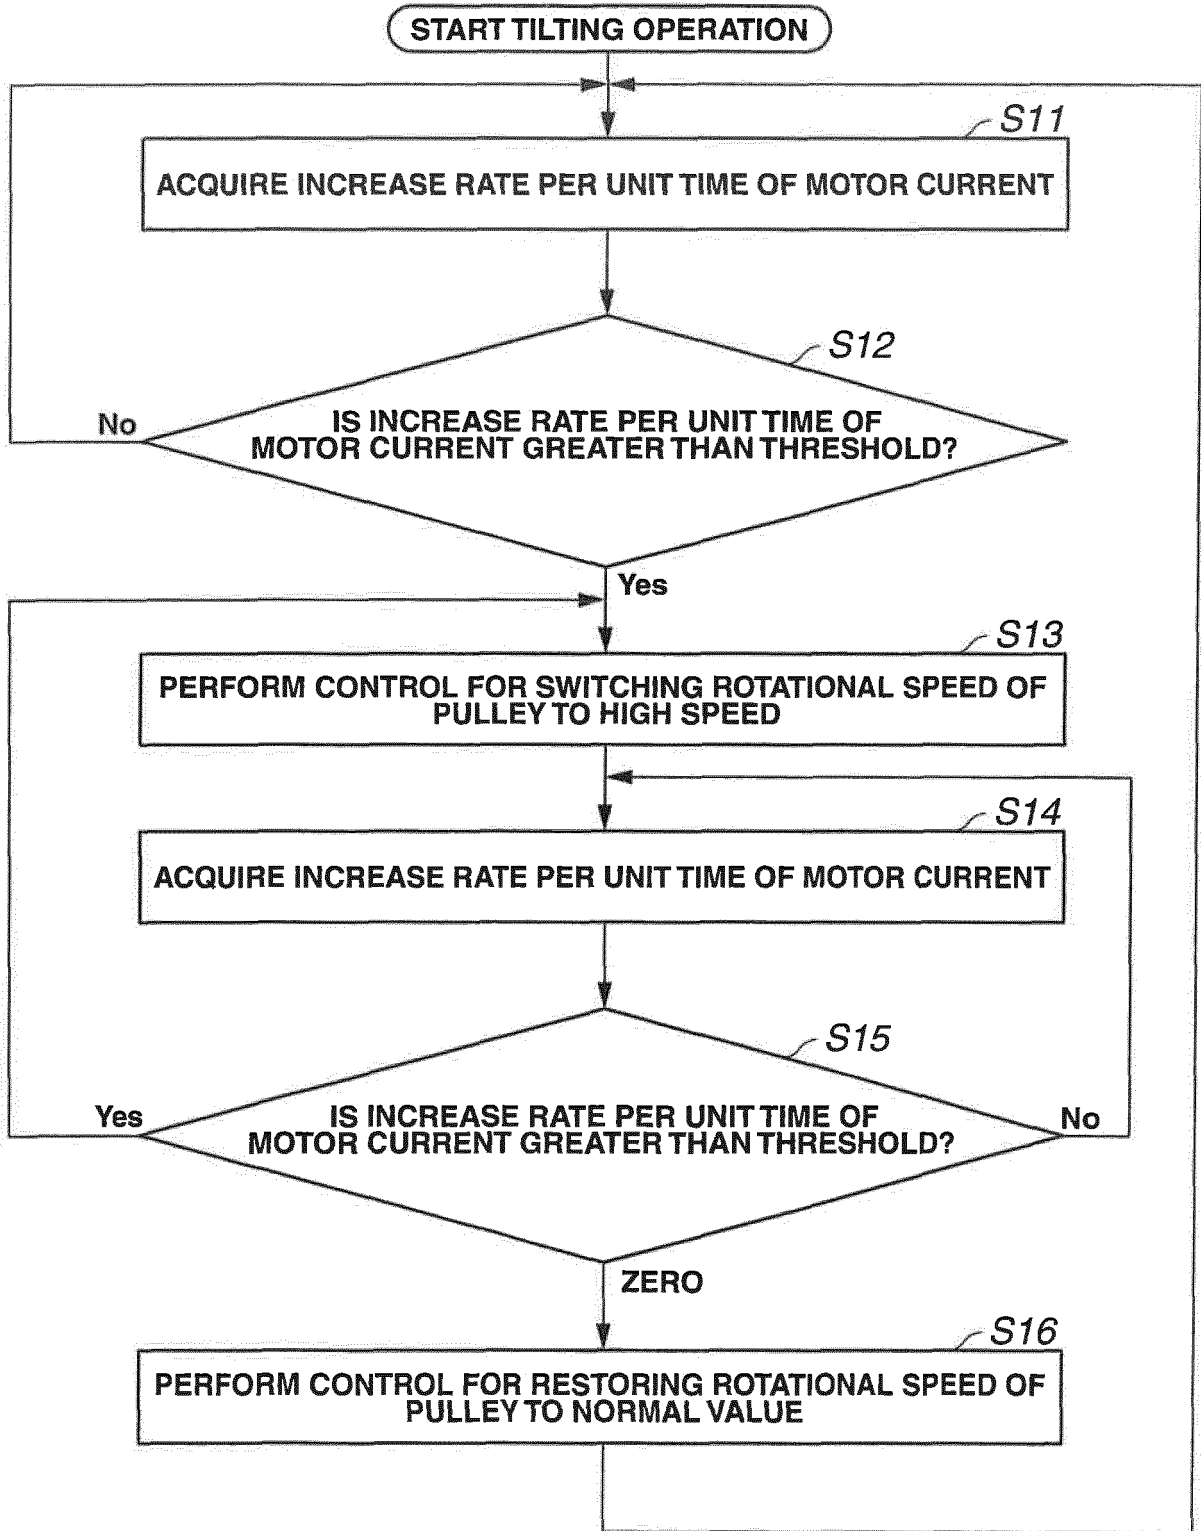 START TILTING OPERATION
S11
ACQUIRE INCREASE RATE PER UNIT TIME OF MOTOR CURRENT
S12
No
IS INCREASE RATE PER UNIT TIME OF
MOTOR CURRENT GREATER THAN THRESHOLD?
Yes
S13
PERFORM CONTROL FOR SWITCHING ROTATIONAL SPEED OF
PULLEY TO HIGH SPEED
S14
ACQUIRE INCREASE RATE PER UNIT TIME OF MOTOR CURRENT
S15
Yes
IS INCREASE RATE PER UNIT TIME OF
MOTOR CURRENT GREATER THAN THRESHOLD?
No
ZERO
S16
PERFORM CONTROL FOR RESTORING ROTATIONAL SPEED OF
PULLEY TO NORMAL VALUE